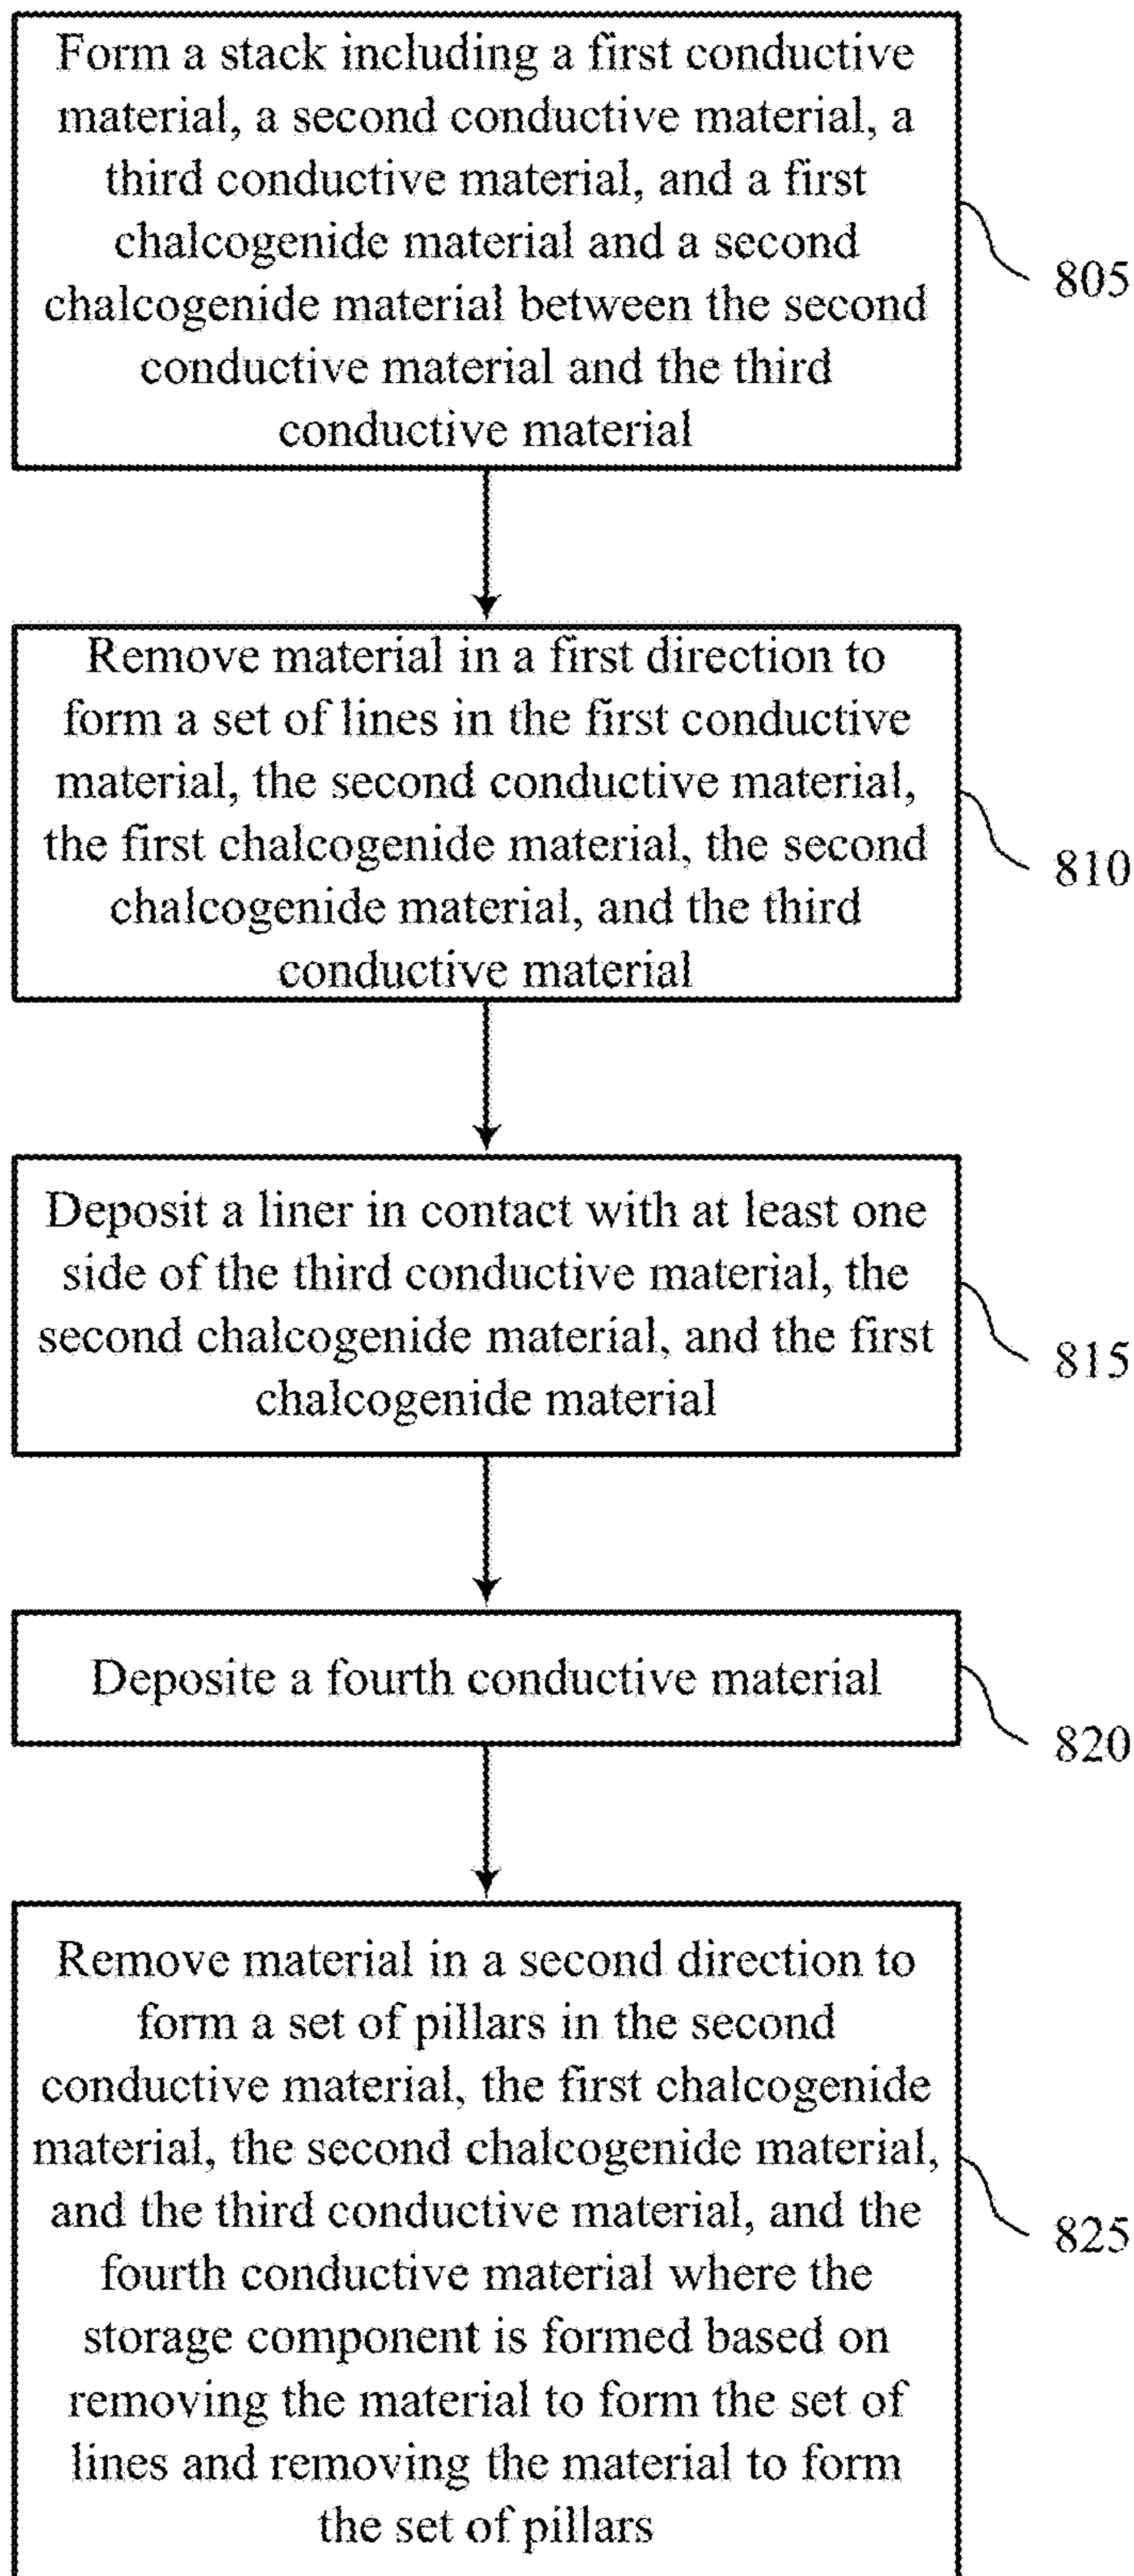 Form a stack including a first conductive
material, a second conductive material, a
third conductive material, and a first
chalcogenide material and a second
chalcogenide material between the second
conductive material and the third
conductive material
805
Remove material in a first direction to
form a set of lines in the first conductive
material, the second conductive material,
the first chalcogenide material, the second
chalcogenide material, and the third
conductive material
810
Deposit a liner in contact with at least one
side of the third conductive material, the
second chalcogenide material, and the first
chalcogenide material
815
Deposite a fourth conductive material
820
Remove material in a second direction to
form a set of pillars in the second
conductive material, the first chalcogenide
material, the second chalcogenide material,
and the third conductive material, and the
fourth conductive material where the
storage component is formed based on
removing the material to form the set of
lines and removing the material to form
the set of pillars
825